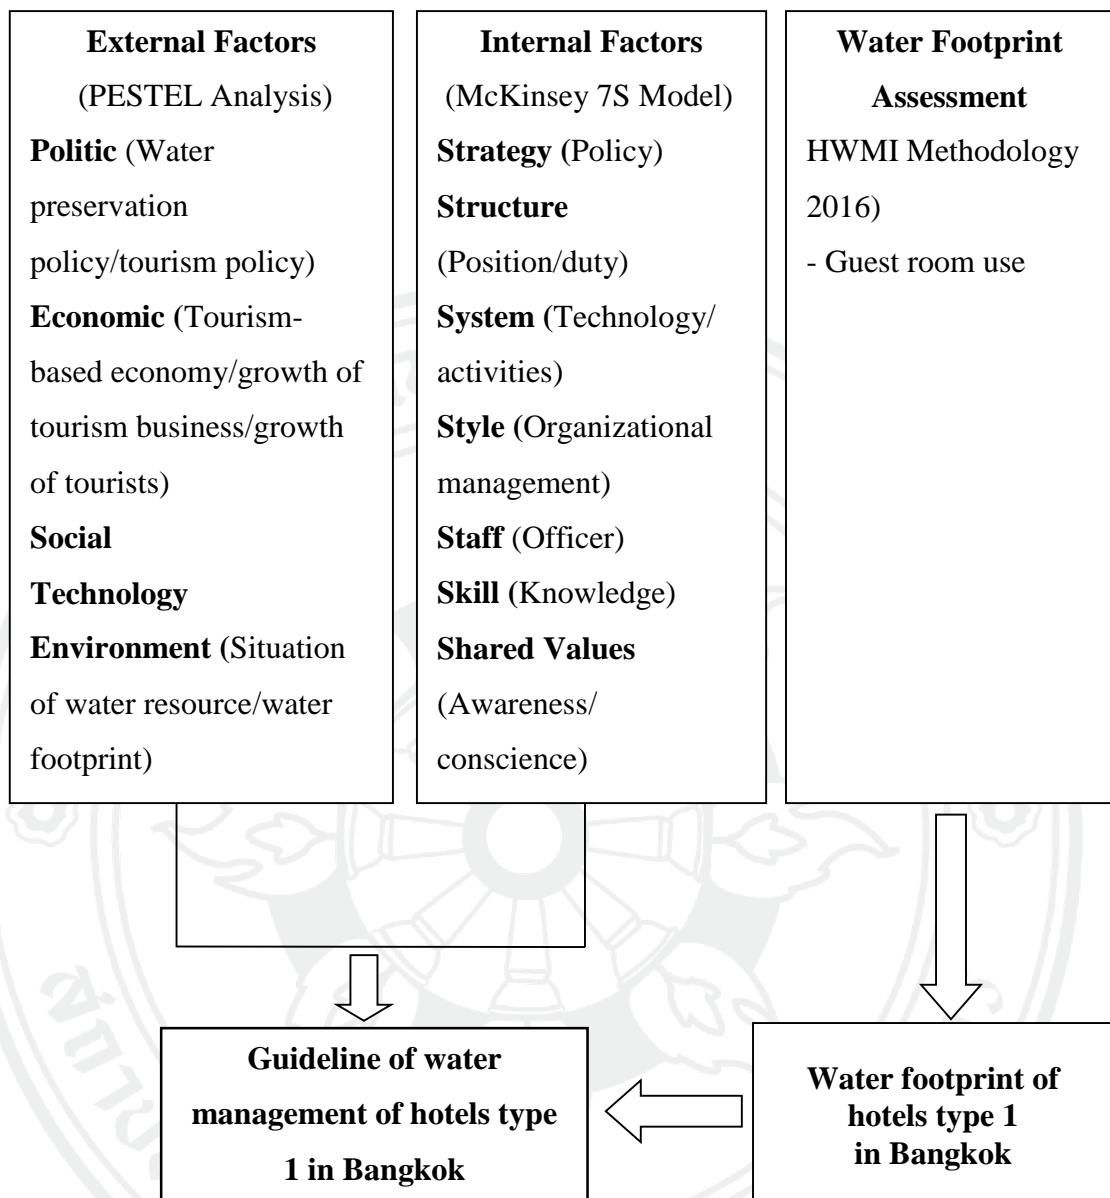 External Factors
(PESTEL Analysis)
Politic (Water
preservation
policy/tourism policy)
Economic (Tourism-
based economy/growth of
tourism business/growth
of tourists)
Social
Technology
Environment (Situation
of water resource/water
footprint)
Internal Factors
(McKinsey 7S Model)
Strategy (Policy)
Structure
(Position/duty)
System (Technology/
activities)
Style (Organizational
management)
Staff (Officer)
Skill (Knowledge)
Shared Values
(Awareness/
conscience)
Water Footprint
Assessment
HWMI Methodology
2016)
- Guest room use
Guideline of water
management of hotels type
1 in Bangkok
Water footprint of
hotels type 1
in Bangkok